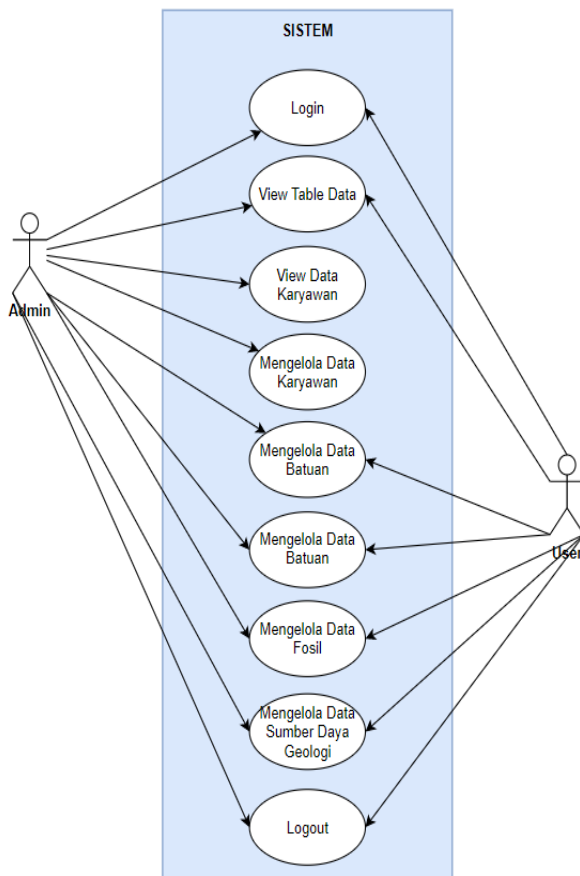 SISTEM
Login
View Table Data
View Data
Karyawan
Admin
Mengelola Data
Karyawan
Mengelola Data
Batuan
User
Mengelola Data
Batuan
Mengelola Data
Fosil
Mengelola Data
Sumber Daya
Geologi
Logout